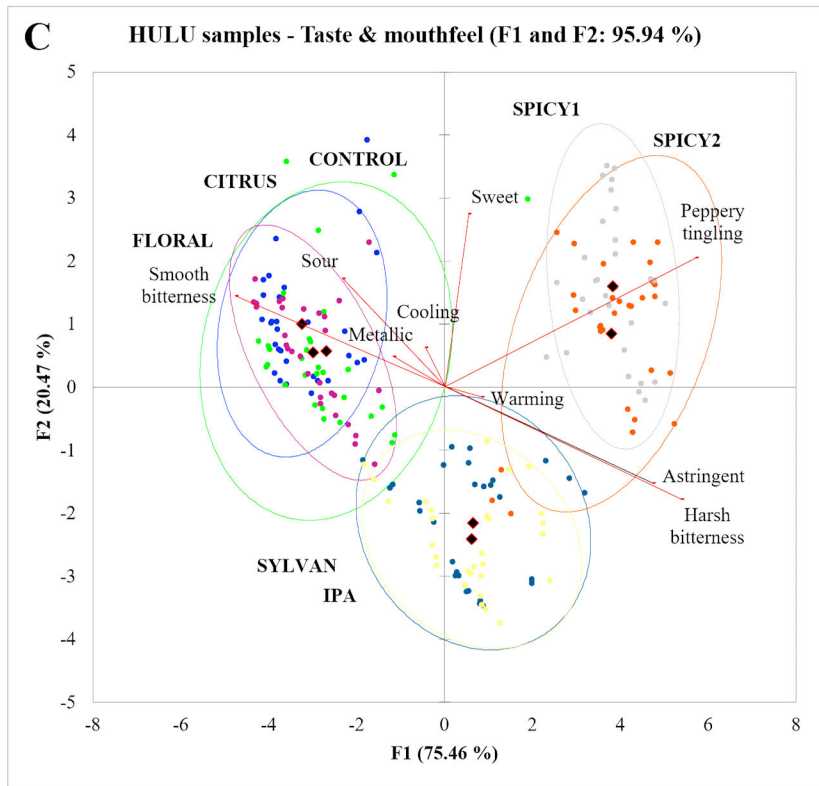 C
HULU samples - Taste & mouthfeel (F1 and F2: 95.94 %)
5
4
3
2
1
0
-1
-2
-3
-4
-5
F2 (20.47 %)
SPICY1
SPICY2
CONTROL
CITRUS
FLORAL
Sweet
Peppery
tingling
Sour
Smooth
bitterness
Cooling
Metallic
Warming
Astringent
Harsh
bitterness
SYLVAN
IPA
-8
-6
-4
-2
0
2
4
6
8
F1 (75.46 %)